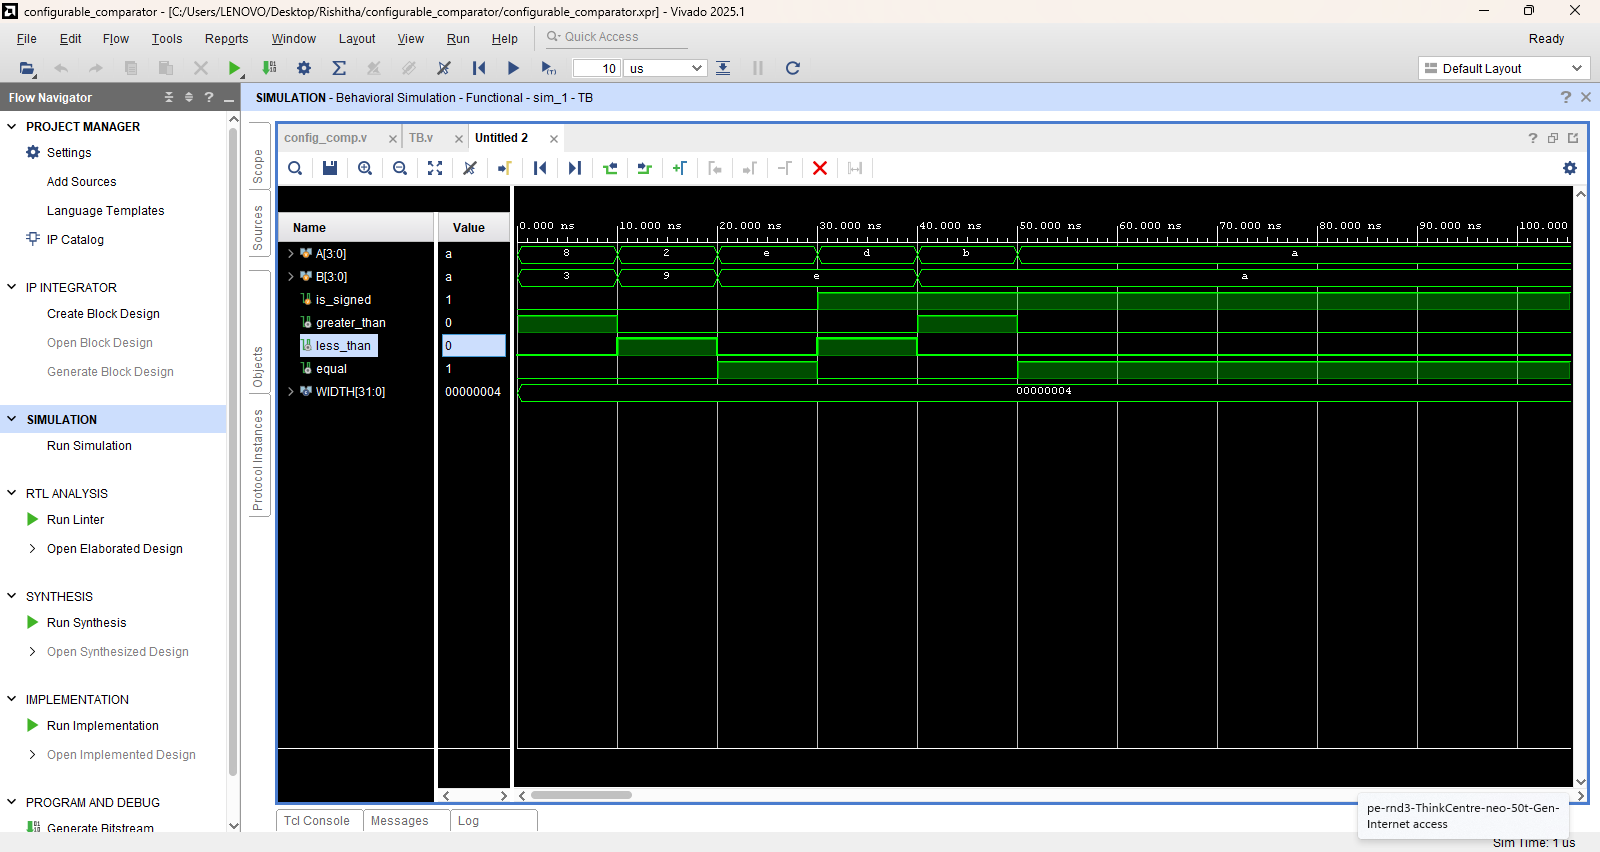 configurable_comparator - [C:/Users/LENOVO/Desktop/Rishitha/configurable_comparator/configurable_comparator.xpr] - Vivado 2025.1
File Edit Flow Tools Reports Window Layout View Run Help Quick Access Ready
10 us Default Layout
Flow Navigator
SIMULATION - Behavioral Simulation - Functional - sim_1 - TB
PROJECT MANAGER
Settings
Add Sources
Language Templates
IP Catalog
IP INTEGRATOR
Create Block Design
Open Block Design
Generate Block Design
SIMULATION
Run Simulation
RTL ANALYSIS
Run Linter
Open Elaborated Design
SYNTHESIS
Run Synthesis
Open Synthesized Design
IMPLEMENTATION
Run Implementation
Open Implemented Design
PROGRAM AND DEBUG
Generate Bitstream
Scope
Sources
Objects
Protocol Instances
config_comp.v TB.v Untitled 2
Name Value
0.000 ns 10.000 ns 20.000 ns 30.000 ns 40.000 ns 50.000 ns 60.000 ns 70.000 ns 80.000 ns 90.000 ns 100.000
A[3:0] a 8 2 e d b a
B[3:0] a 3 9 e a
is_signed 1
greater_than 0
less_than 0
equal 1
WIDTH[31:0] 00000004 00000004
Tcl Console Messages Log
pe-rnd3-ThinkCentre-neo-50t-Gen-
Internet access
Sim Time: 1 us